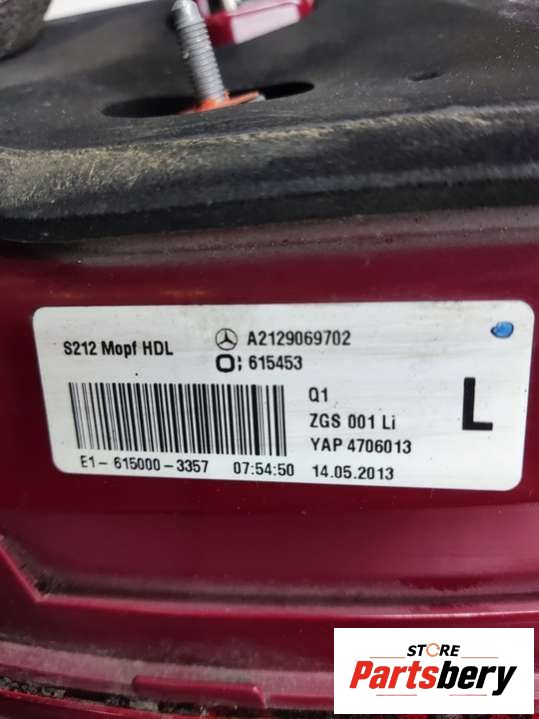 S212 Mopf HDL A2129069702
O; 615453
Q1
ZGS 001 Li
YAP 4706013
L
E1- 615000- 3357 07:54:50 14.05.2013
STORE
Partsbery